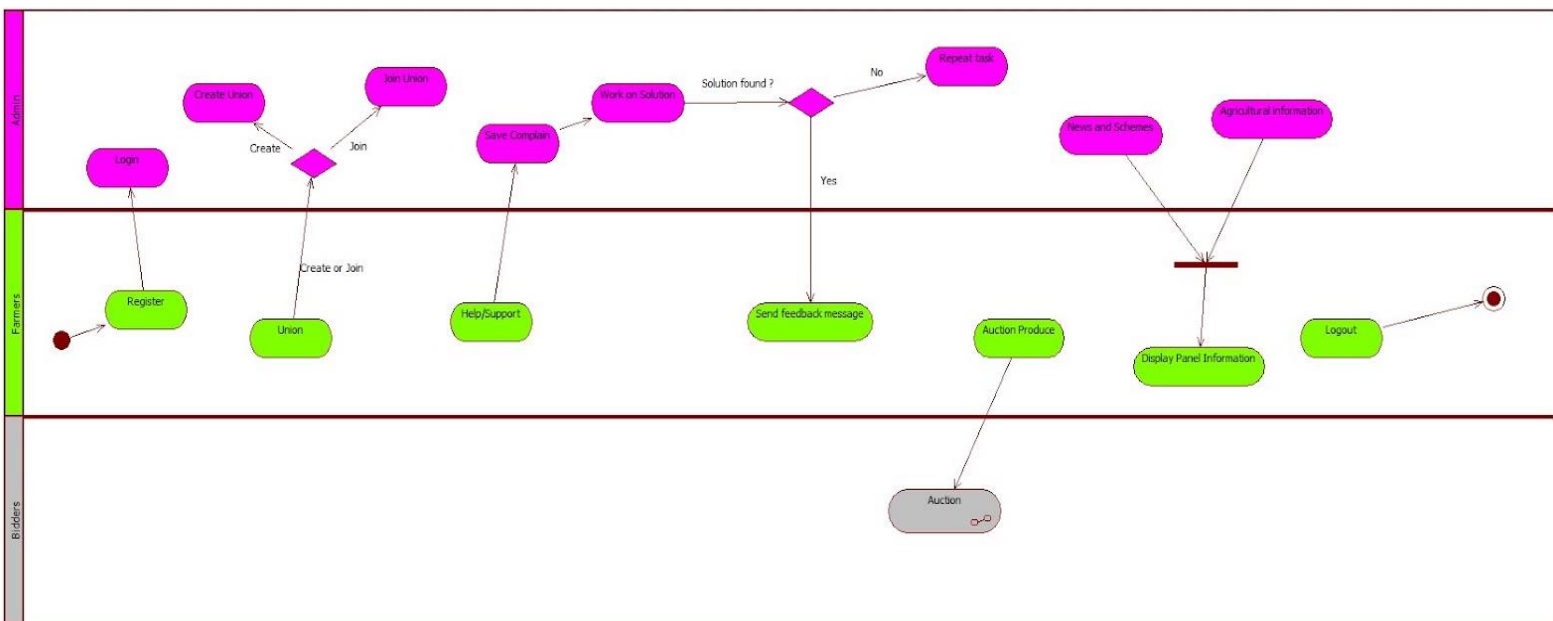 Admin
Login
Create Union
Join Union
Create
Join
Save Complain
Work on Solution
Solution found ?
No
Repeat task
Yes
News and Schemes
Agricultural information
Farmers
Register
Create or Join
Union
Help/Support
Send feedback message
Auction Produce
Display Panel Information
Logout
Bidders
Auction